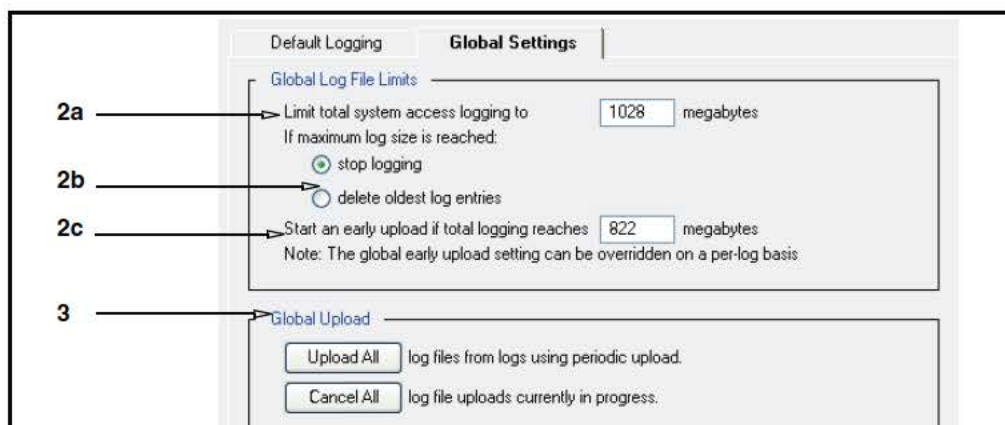 Default Logging Global Settings
Global Log File Limits
2a Limit total system access logging to 1028 megabytes
If maximum log size is reached:
stop logging
2b
delete oldest log entries
2c Start an early upload if total logging reaches 822 megabytes
Note: The global early upload setting can be overridden on a per-log basis
3 Global Upload
Upload All log files from logs using periodic upload.
Cancel All log file uploads currently in progress.